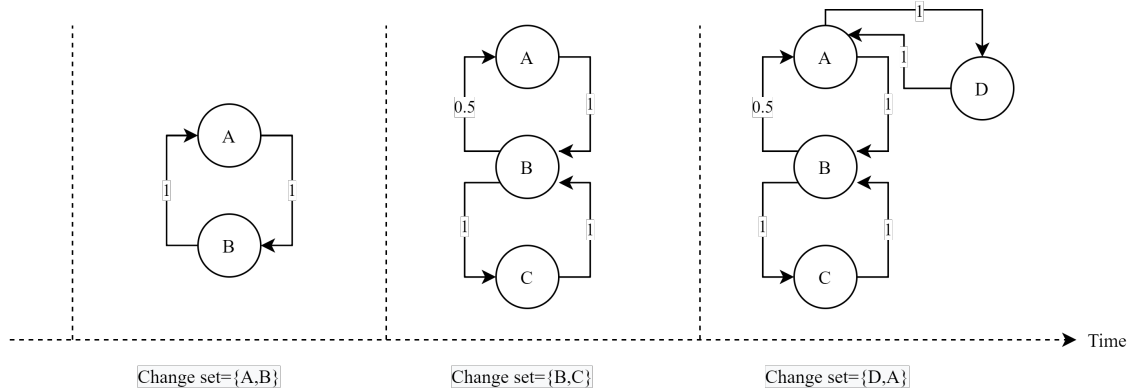 A
1
1
B
Change set={A,B}
A
0.5
1
B
1
1
C
Change set={B,C}
1
A
1
D
0.5
1
B
1
1
C
Change set={D,A}
Time